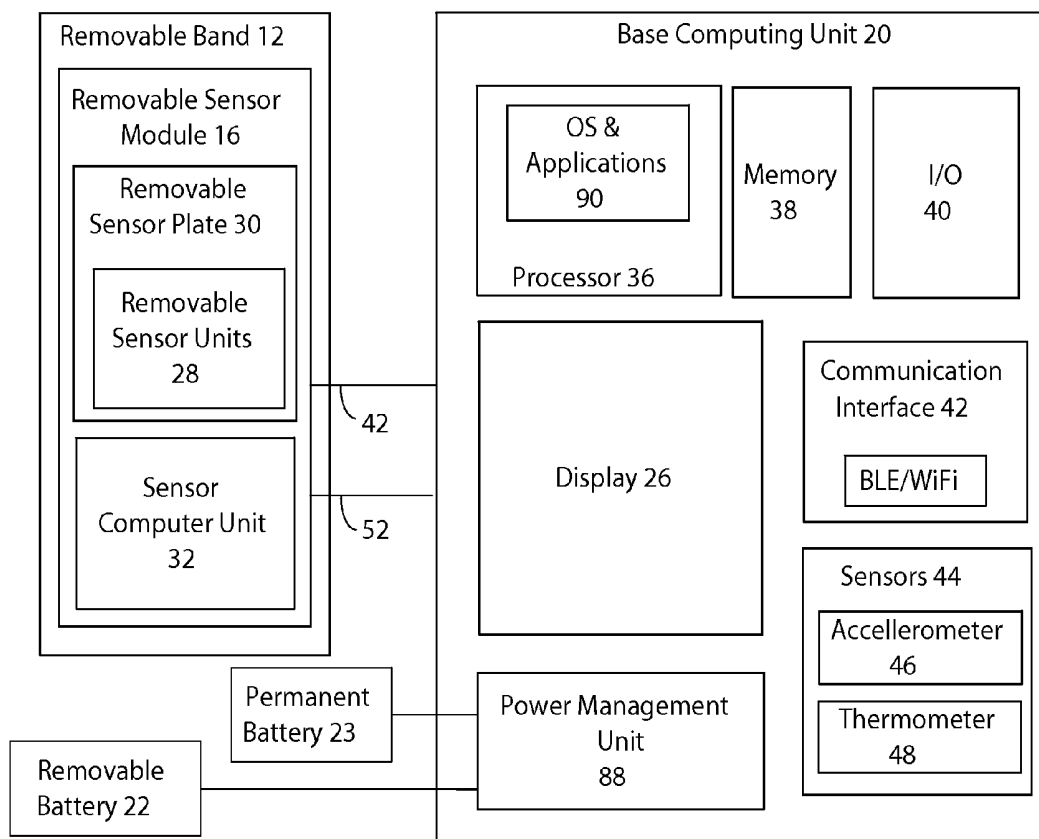 Removable Band 12
Removable Sensor
Module 16
Removable
Sensor Plate 30
Removable
Sensor Units
28
Sensor
Computer Unit
32
42
52
Base Computing Unit 20
OS &
Applications
90
Processor 36
Memory
38
I/O
40
Display 26
Communication
Interface 42
BLE/WiFi
Sensors 44
Accellerometer
46
Thermometer
48
Permanent
Battery 23
Removable
Battery 22
Power Management
Unit
88